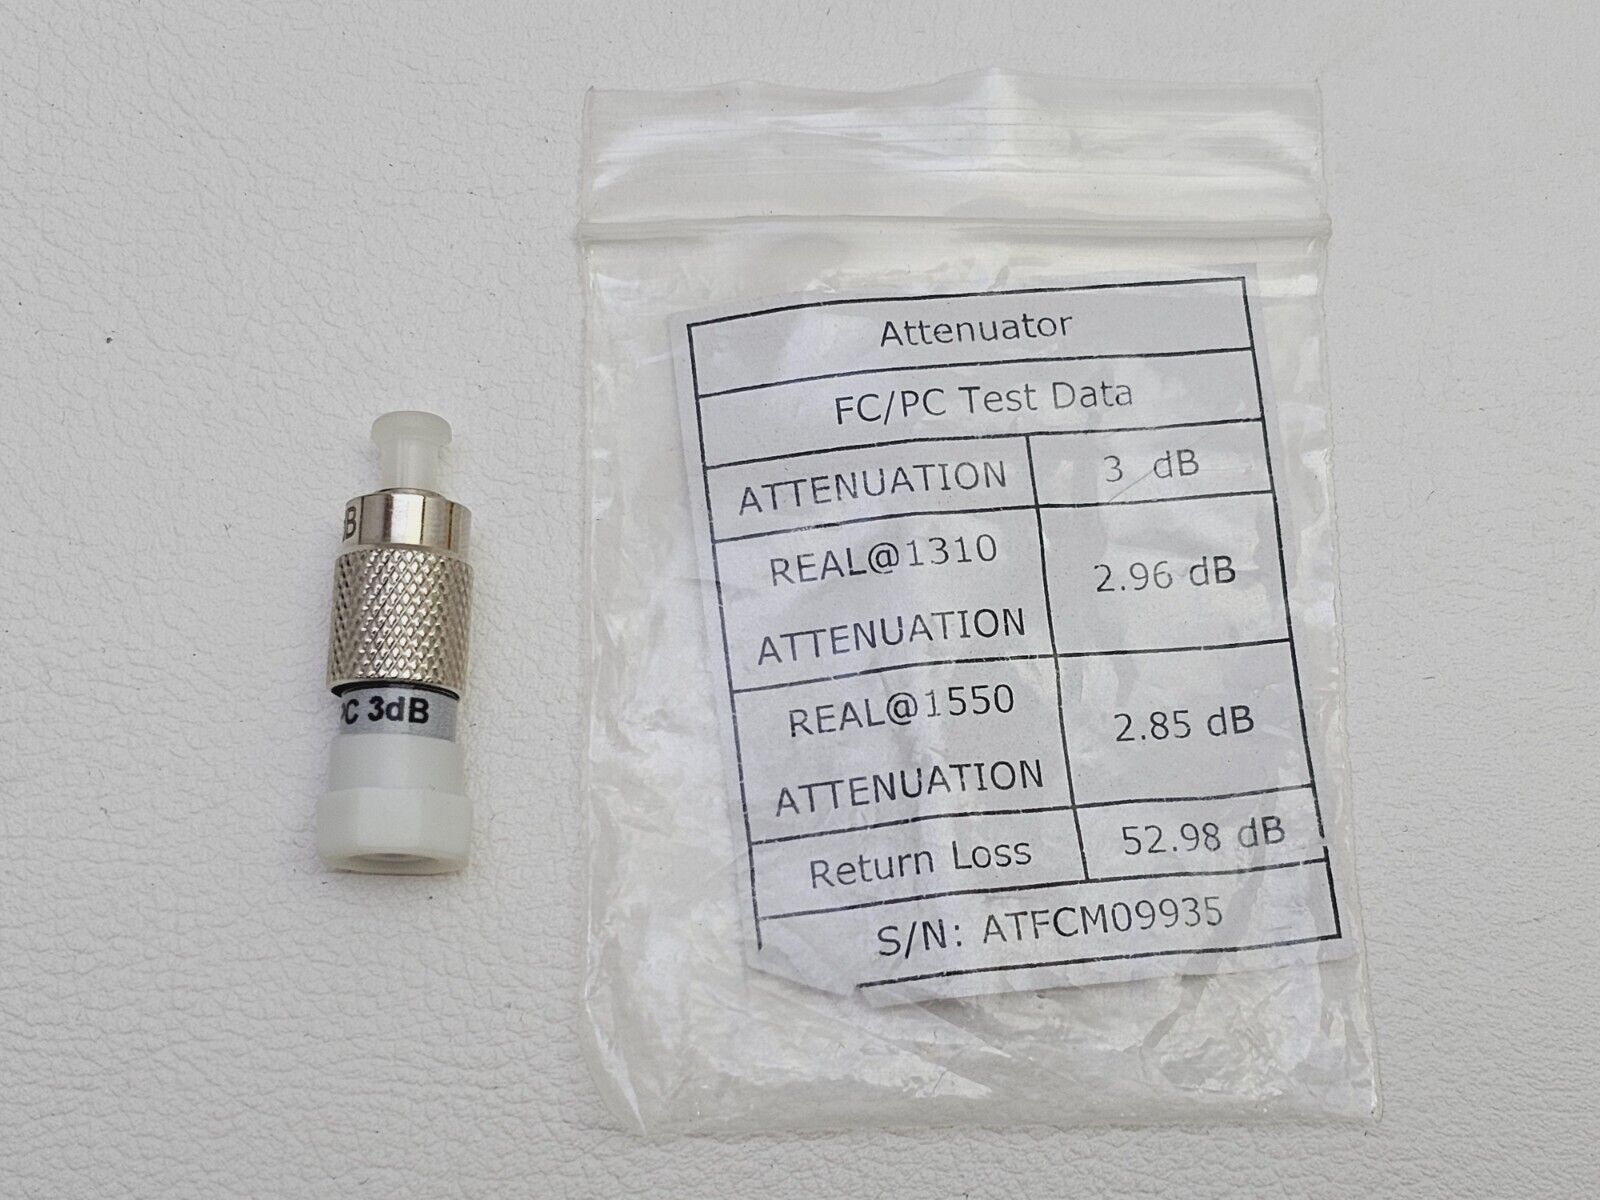 B
PC 3dB
Attenuator
FC/PC Test Data
ATTENUATION 3 dB
REAL@1310
ATTENUATION 2.96 dB
REAL@1550
ATTENUATION 2.85 dB
Return Loss 52.98 dB
S/N: ATFCM09935